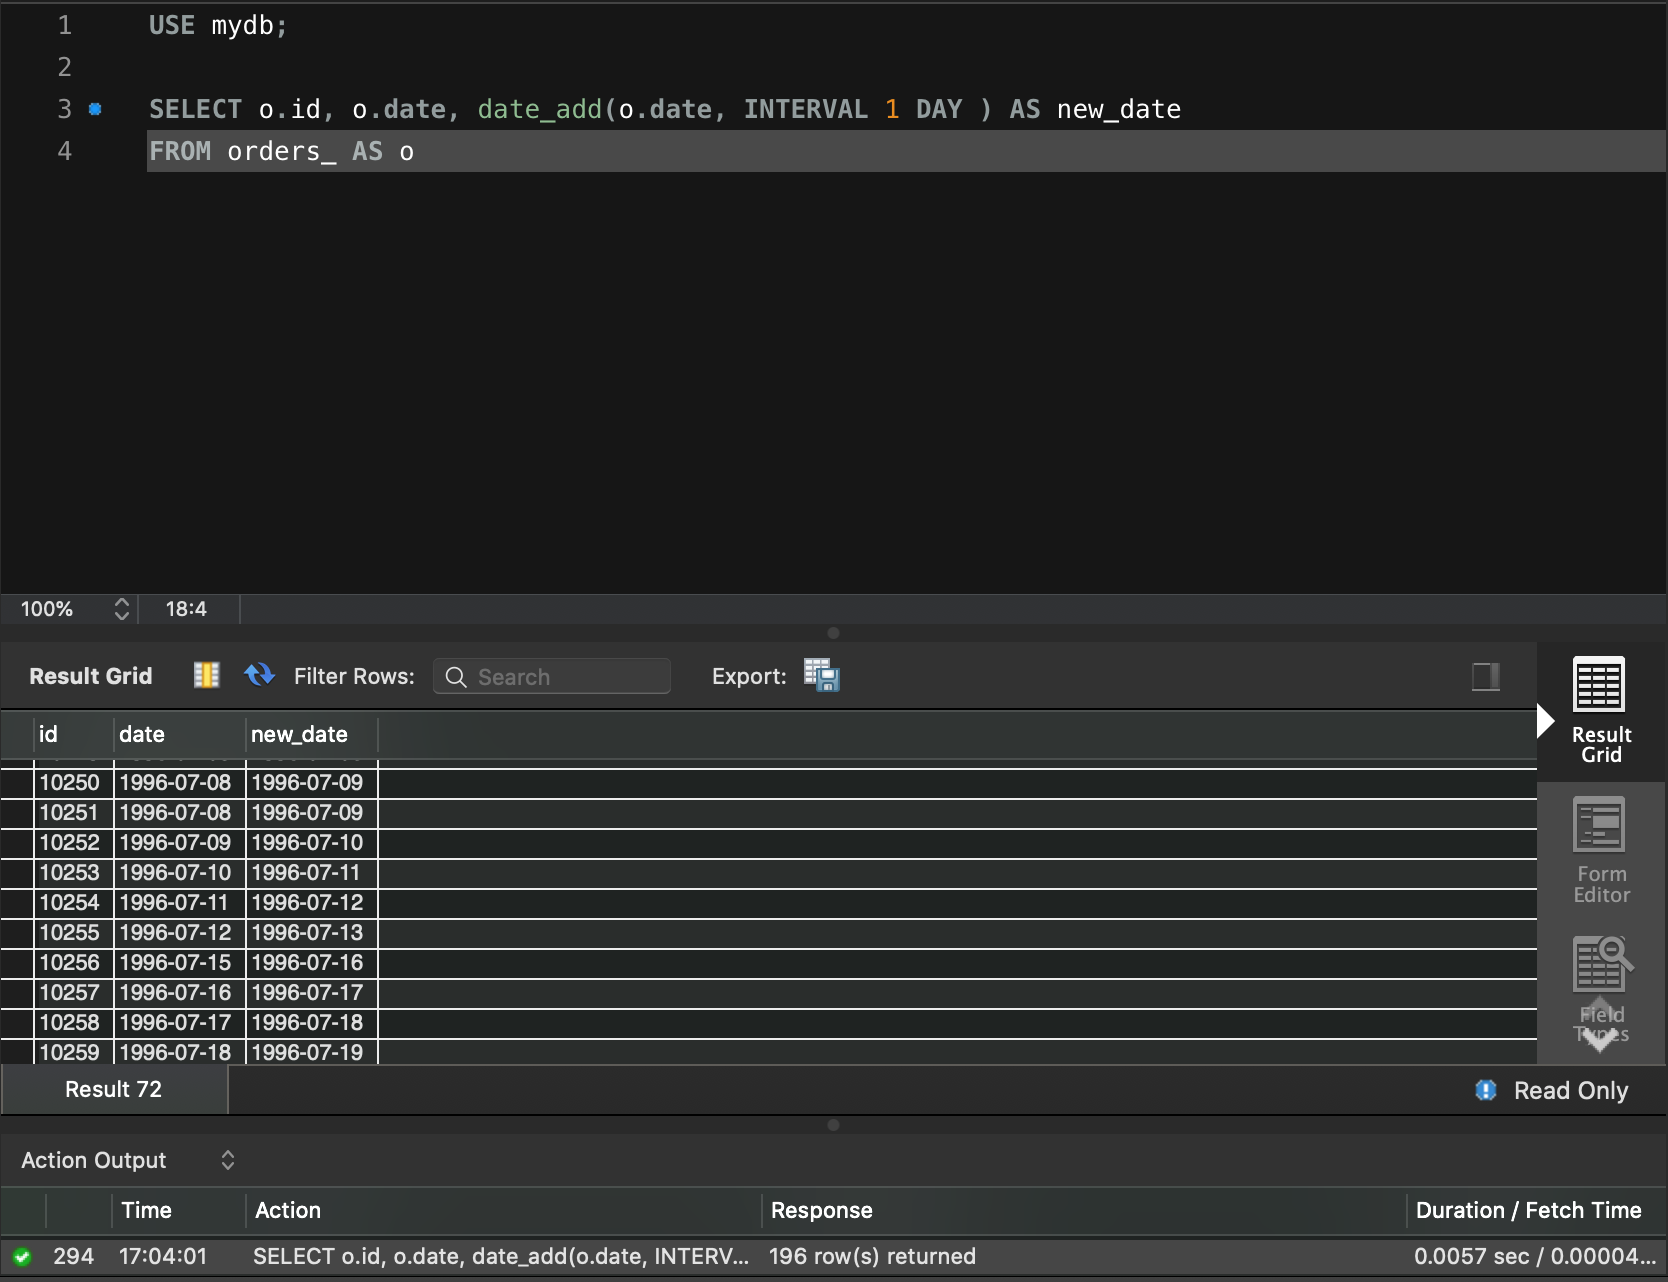 1 USE mydb;
2
3 SELECT o.id, o.date, date_add(o.date, INTERVAL 1 DAY ) AS new_date
4 FROM orders_ AS o
100% 18:4
Result Grid Filter Rows: Search Export:
Result
Grid
Form
Editor
Field
Types
id date new_date
10250 1996-07-08 1996-07-09
10251 1996-07-08 1996-07-09
10252 1996-07-09 1996-07-10
10253 1996-07-10 1996-07-11
10254 1996-07-11 1996-07-12
10255 1996-07-12 1996-07-13
10256 1996-07-15 1996-07-16
10257 1996-07-16 1996-07-17
10258 1996-07-17 1996-07-18
10259 1996-07-18 1996-07-19
Result 72 Read Only
Action Output
Time Action Response Duration / Fetch Time
294 17:04:01 SELECT o.id, o.date, date_add(o.date, INTERV... 196 row(s) returned 0.0057 sec / 0.00004...